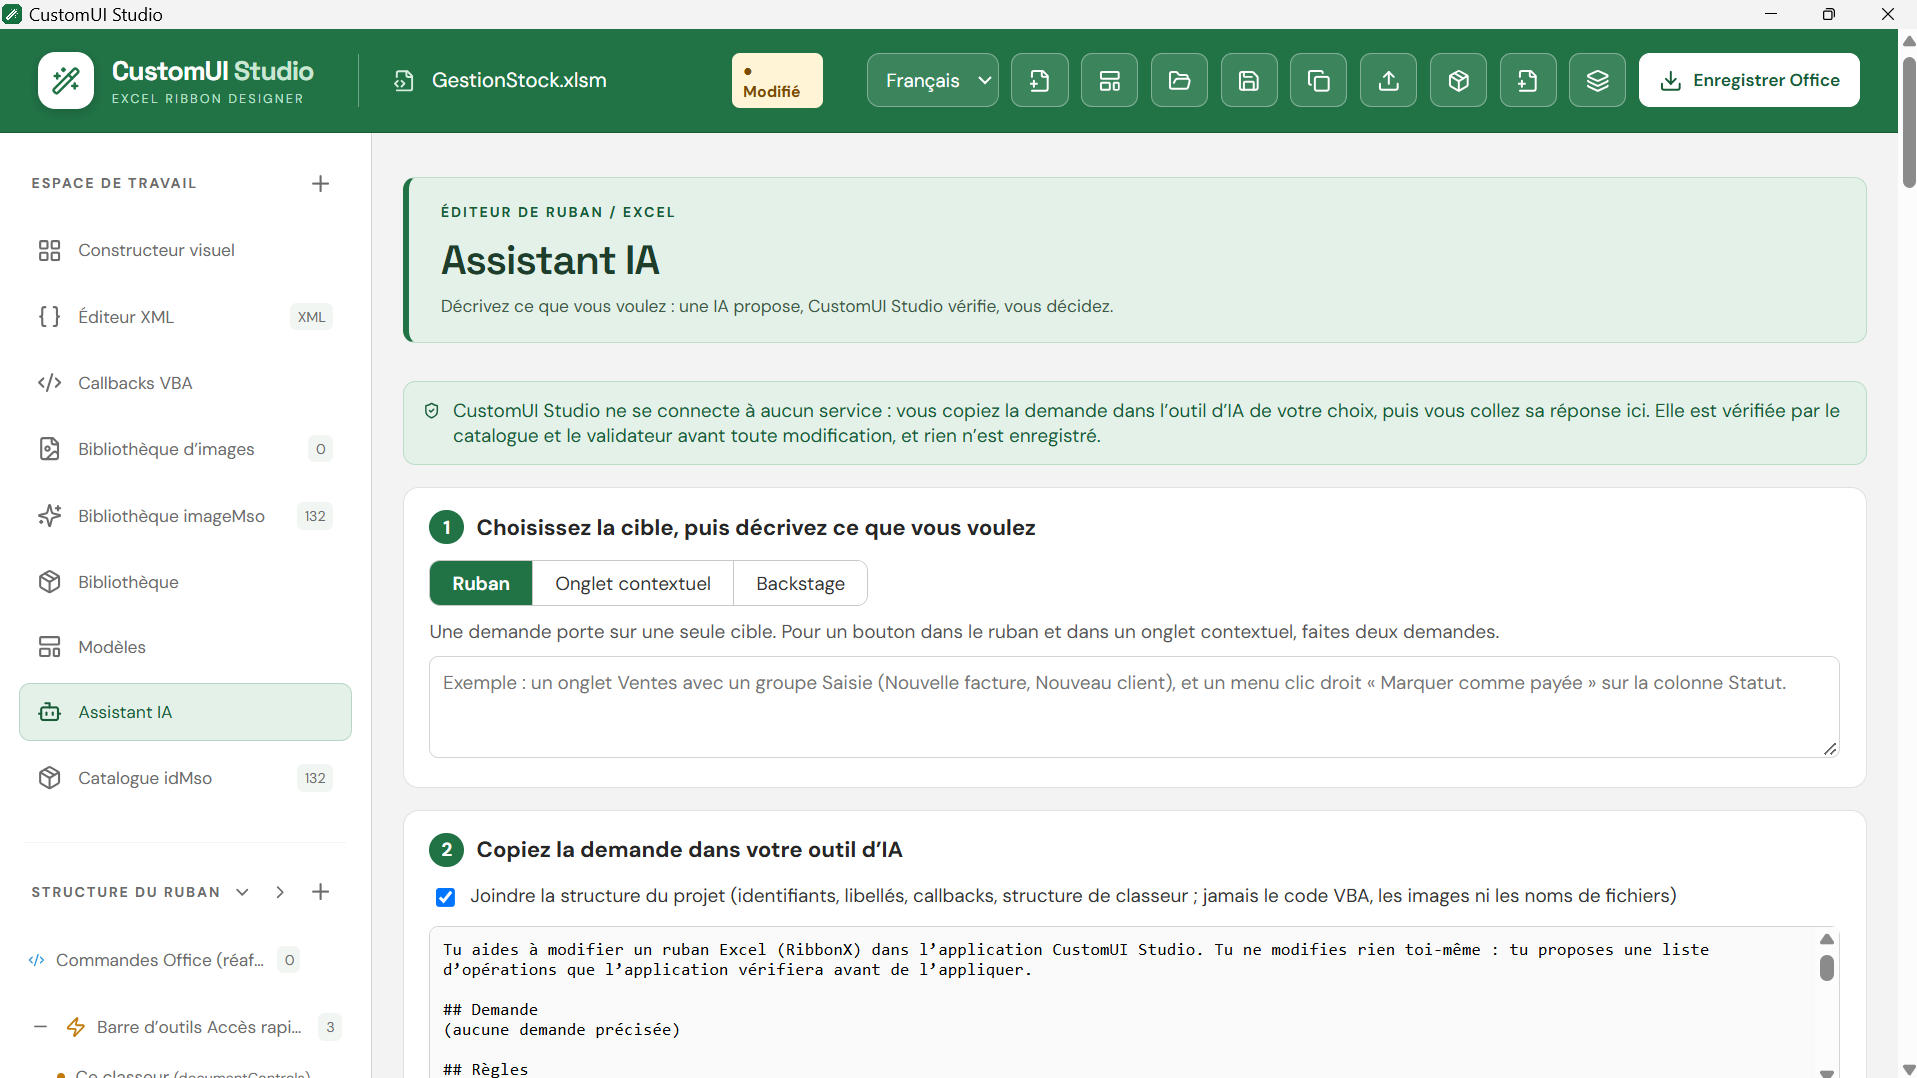 CustomUI Studio
CustomUI Studio
EXCEL RIBBON DESIGNER
GestionStock.xlsm
Modifié
Français
Enregistrer Office
ESPACE DE TRAVAIL
Constructeur visuel
Éditeur XML
XML
Callbacks VBA
Bibliothèque d’images
0
Bibliothèque imageMso
132
Bibliothèque
Modèles
Assistant IA
Catalogue idMso
132
STRUCTURE DU RUBAN
Commandes Office (réaf...
0
Barre d’outils Accès rapi...
3
Ce classeur (documentControls)
ÉDITEUR DE RUBAN / EXCEL
Assistant IA
Décrivez ce que vous voulez : une IA propose, CustomUI Studio vérifie, vous décidez.
CustomUI Studio ne se connecte à aucun service : vous copiez la demande dans l’outil d’IA de votre choix, puis vous collez sa réponse ici. Elle est vérifiée par le
catalogue et le validateur avant toute modification, et rien n’est enregistré.
1 Choisissez la cible, puis décrivez ce que vous voulez
Ruban Onglet contextuel Backstage
Une demande porte sur une seule cible. Pour un bouton dans le ruban et dans un onglet contextuel, faites deux demandes.
Exemple : un onglet Ventes avec un groupe Saisie (Nouvelle facture, Nouveau client), et un menu clic droit « Marquer comme payée » sur la colonne Statut.
2 Copiez la demande dans votre outil d’IA
Joindre la structure du projet (identifiants, libellés, callbacks, structure de classeur ; jamais le code VBA, les images ni les noms de fichiers)
Tu aides à modifier un ruban Excel (RibbonX) dans l’application CustomUI Studio. Tu ne modifies rien toi-même : tu proposes une liste
d’opérations que l’application vérifiera avant de l’appliquer.
## Demande
(aucune demande précisée)
## Règles